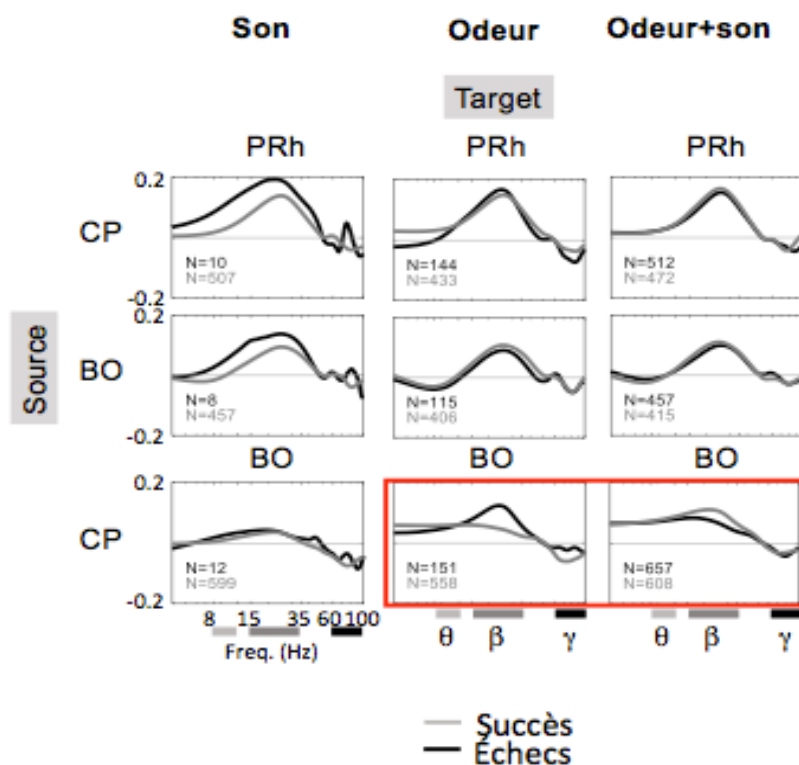 Son Odeur Odeur+son
Target
PRh PRh PRh
0.2
CP
N=10 N=144 N=512
N=507 N=433 N=472
-0.2
0.2
Source
BO
N=8 N=115 N=457
N=457 N=406 N=415
-0.2
BO BO BO
0.2
CP
N=12 N=151 N=657
N=599 N=558 N=608
-0.2
8 15 35 60 100
θ β γ θ β γ
Freq. (Hz)
Succès
Échecs